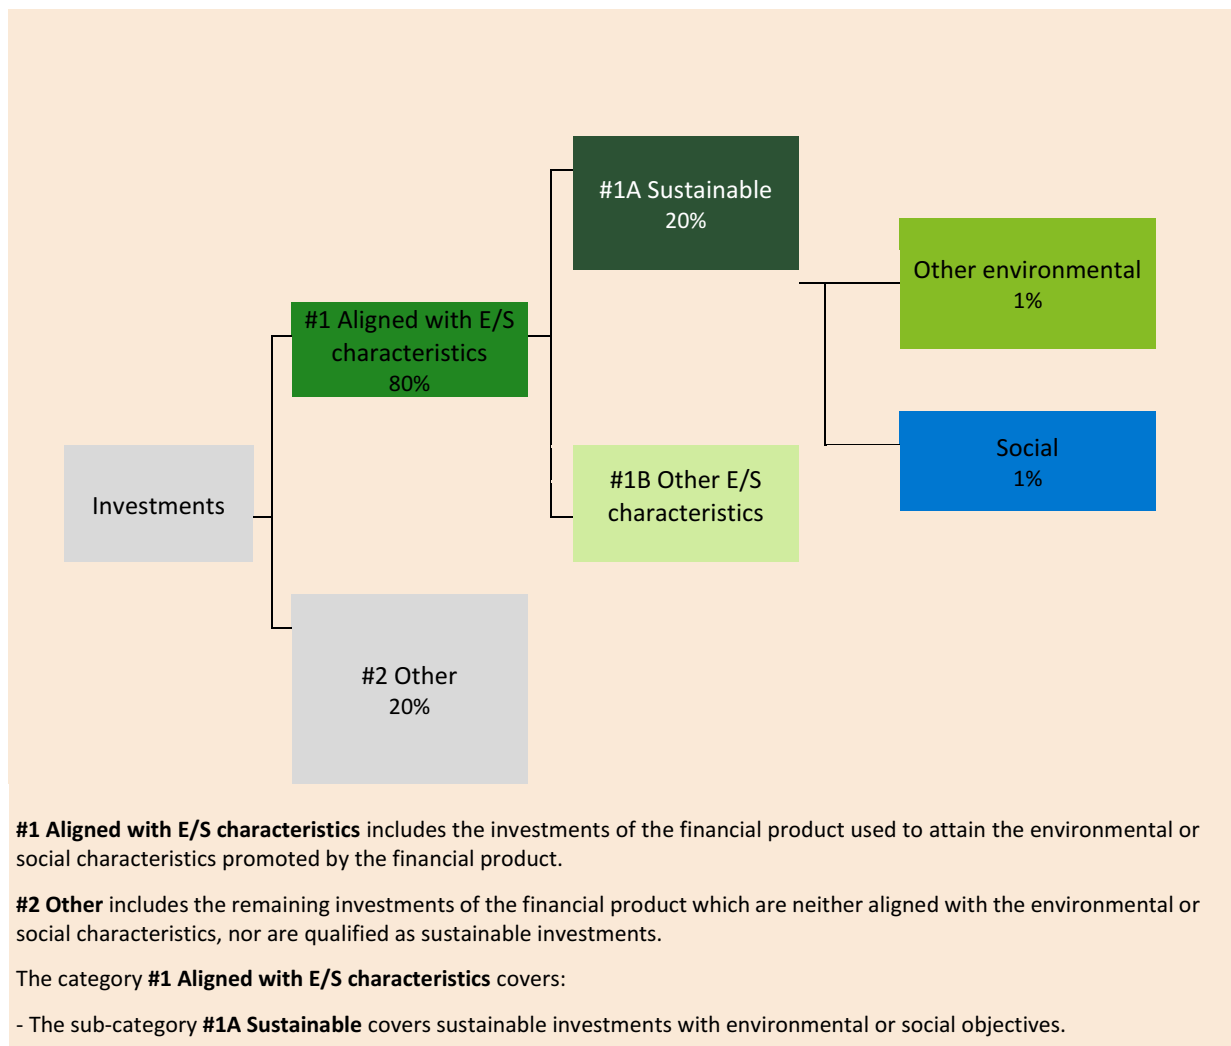 #1A Sustainable
20%
Other environmental
1%
#1 Aligned with E/S
characteristics
80%
Social
1%
#1B Other E/S
characteristics
Investments
#2 Other
20%
#1 Aligned with E/S characteristics includes the investments of the financial product used to attain the environmental or
social characteristics promoted by the financial product.
#2 Other includes the remaining investments of the financial product which are neither aligned with the environmental or
social characteristics, nor are qualified as sustainable investments.
The category #1 Aligned with E/S characteristics covers:
- The sub-category #1A Sustainable covers sustainable investments with environmental or social objectives.